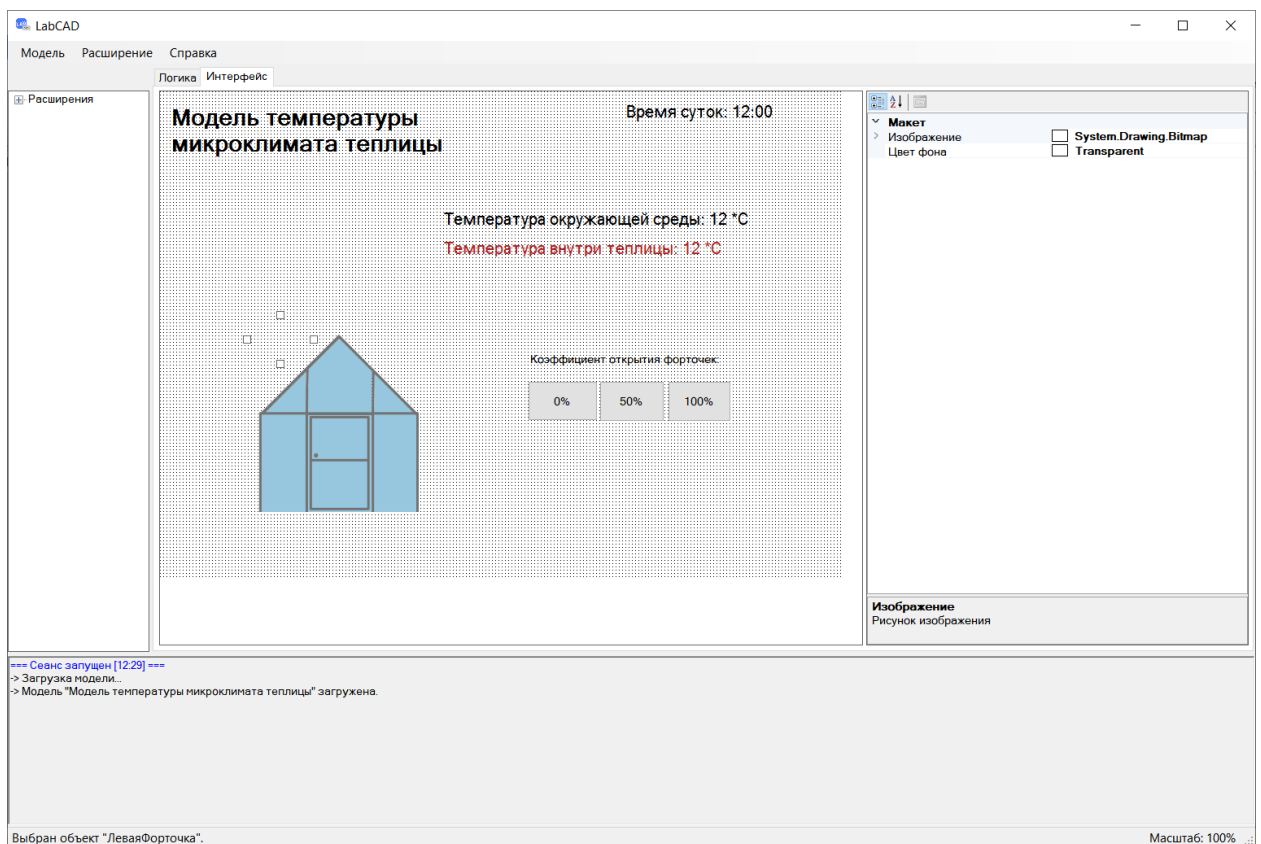 LabCAD
Модель Расширение Справка
Логика Интерфейс
Расширения
Модель температуры
микроклимата теплицы
Время суток: 12:00
Температура окружающей среды: 12 *C
Температура внутри теплицы: 12 *C
Коэффициент открытия форточек:
0% 50% 100%
Макет
Изображение System.Drawing.Bitmap
Цвет фона Transparent
Изображение
Рисунок изображения
=== Сеанс запущен [12:29] ===
-> Загрузка модели...
-> Модель "Модель температуры микроклимата теплицы" загружена.
Выбран объект "ЛеваяФорточка".
Масштаб: 100%